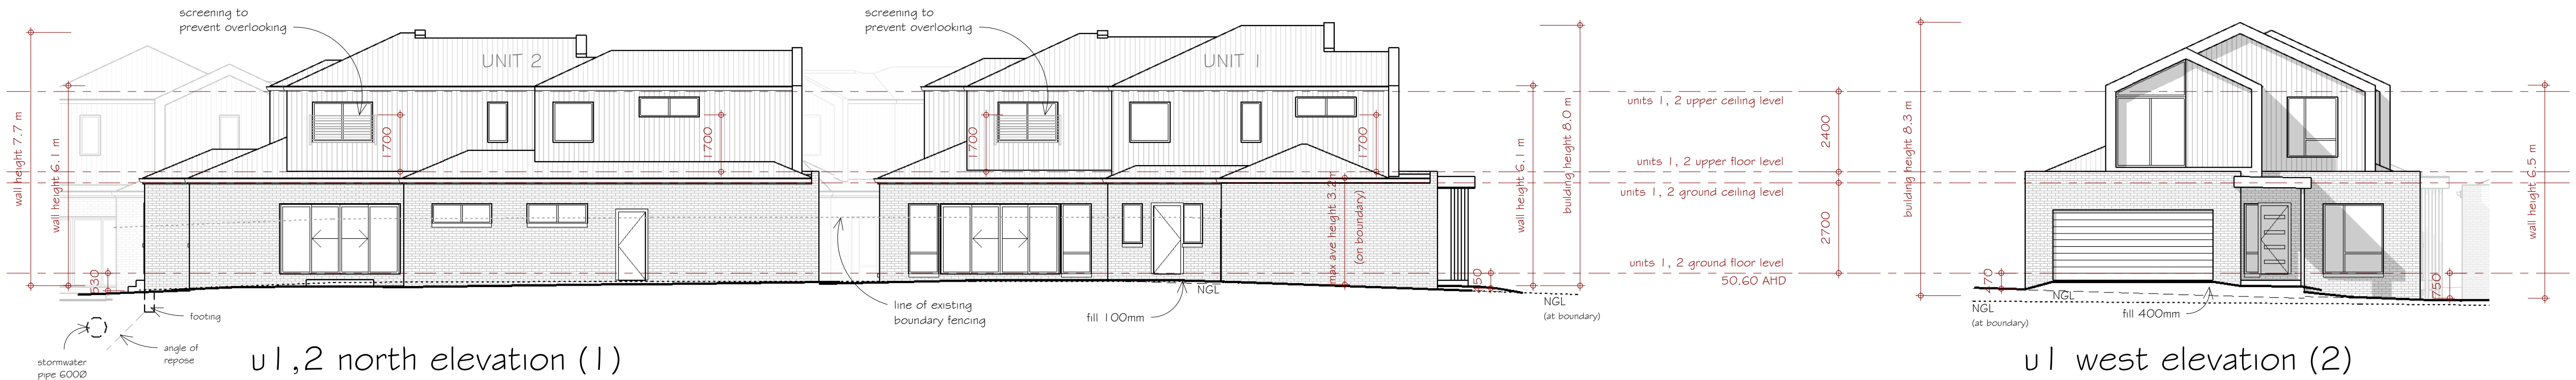 screening to
prevent overlooking
UNIT 2
wall height 7.7 m
wall height 6.1 m
530
1700
1700
footing
stormwater
pipe 600Ø
angle of
repose
u1,2 north elevation (1)
screening to
prevent overlooking
UNIT 1
1700
1700
line of existing
boundary fencing
fill 100mm
NGL
max ave height 3.2m
(on boundary)
wall height 6.1 m
building height 8.0 m
NGL
(at boundary)
units 1, 2 upper ceiling level
2400
units 1, 2 upper floor level
units 1, 2 ground ceiling level
2700
units 1, 2 ground floor level
50.60 AHD
building height 8.3 m
wall height 6.5 m
750
NGL
NGL
(at boundary)
fill 400mm
u1 west elevation (2)